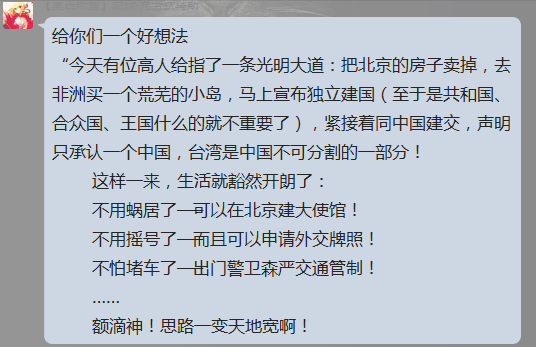 给你们一个好想法
“今天有位高人给指了一条光明大道：把北京的房子卖掉，去
非洲买一个荒芜的小岛，马上宣布独立建国（至于是共和国、
合众国、王国什么的就不重要了），紧接着同中国建交，声明
只承认一个中国，台湾是中国不可分割的一部分！
这样一来，生活就豁然开朗了：
不用蜗居了—可以在北京建大使馆！
不用摇号了—而且可以申请外交牌照！
不怕堵车了—出门警卫森严交通管制！
……
额滴神！思路一变天地宽啊！